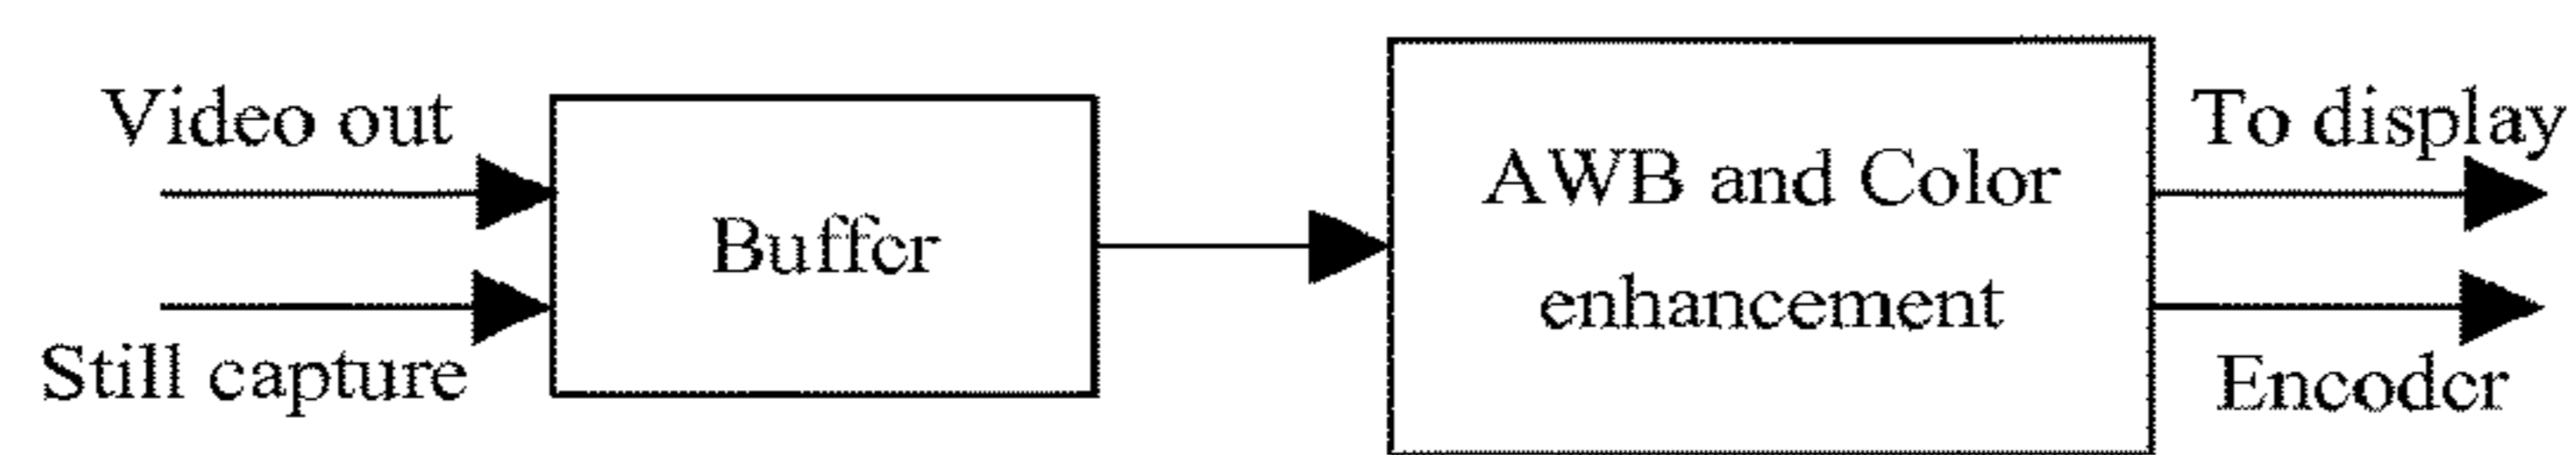 Video out
Still capture
Buffer
AWB and Color
enhancement
To display
Encoder